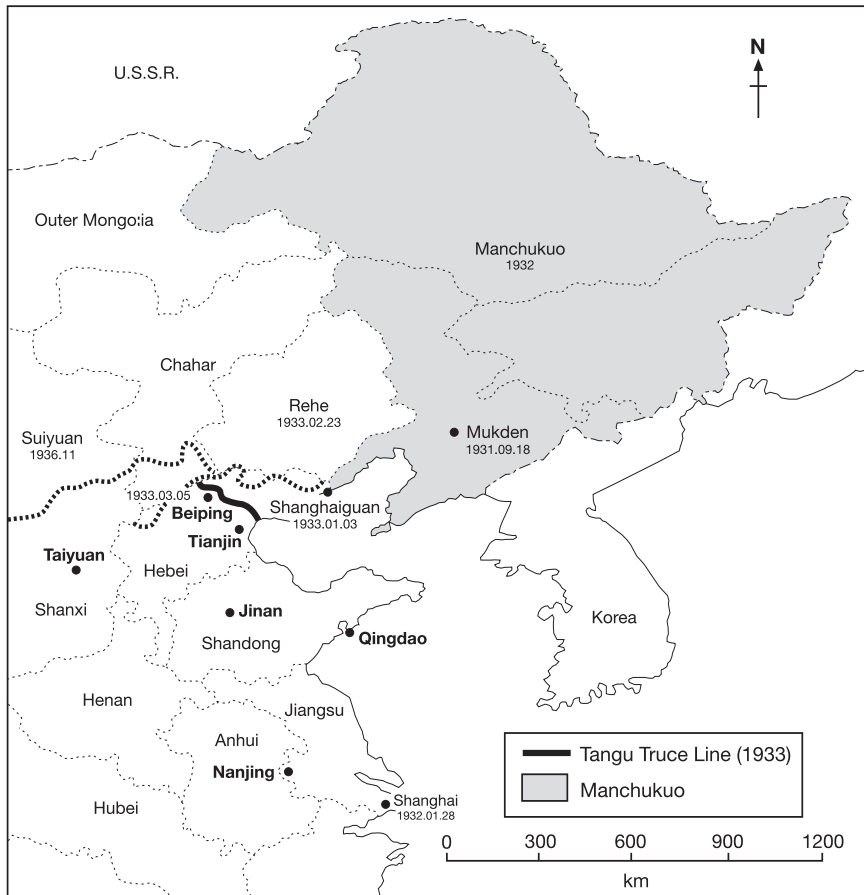 N
U.S.S.R.
Outer Mongo:ia
Manchukuo
1932
Chahar
Rehe
1933.02.23
Suiyuan
1936.11
Mukden
1931.09.18
1933.03.05
Beiping
Shanghaiguan
1933.01.03
Tianjin
Taiyuan
Hebei
Shanxi
Jinan
Shandong
Qingdao
Korea
Henan
Jiangsu
Anhui
Nanjing
Hubei
Shanghai
1932.01.28
Tangu Truce Line (1933)
Manchukuo
0 300 600 900 1200
km